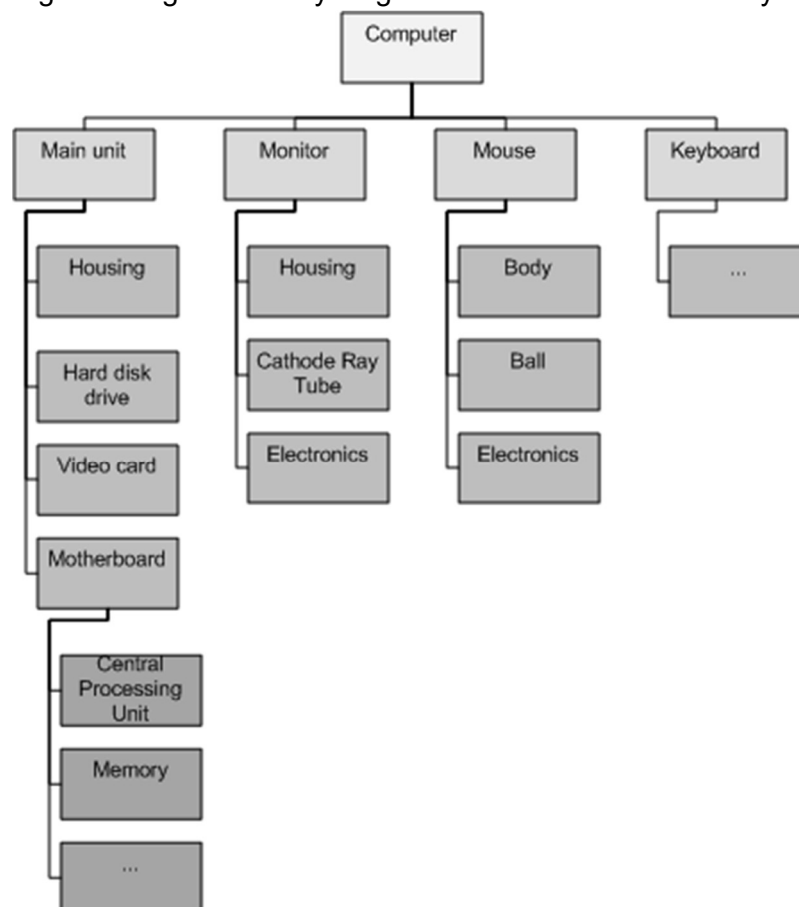 Computer
Main unit
Monitor
Mouse
Keyboard
Housing
Hard disk
drive
Video card
Motherboard
Central
Processing
Unit
Memory
...
Housing
Cathode Ray
Tube
Electronics
Body
Ball
Electronics
...